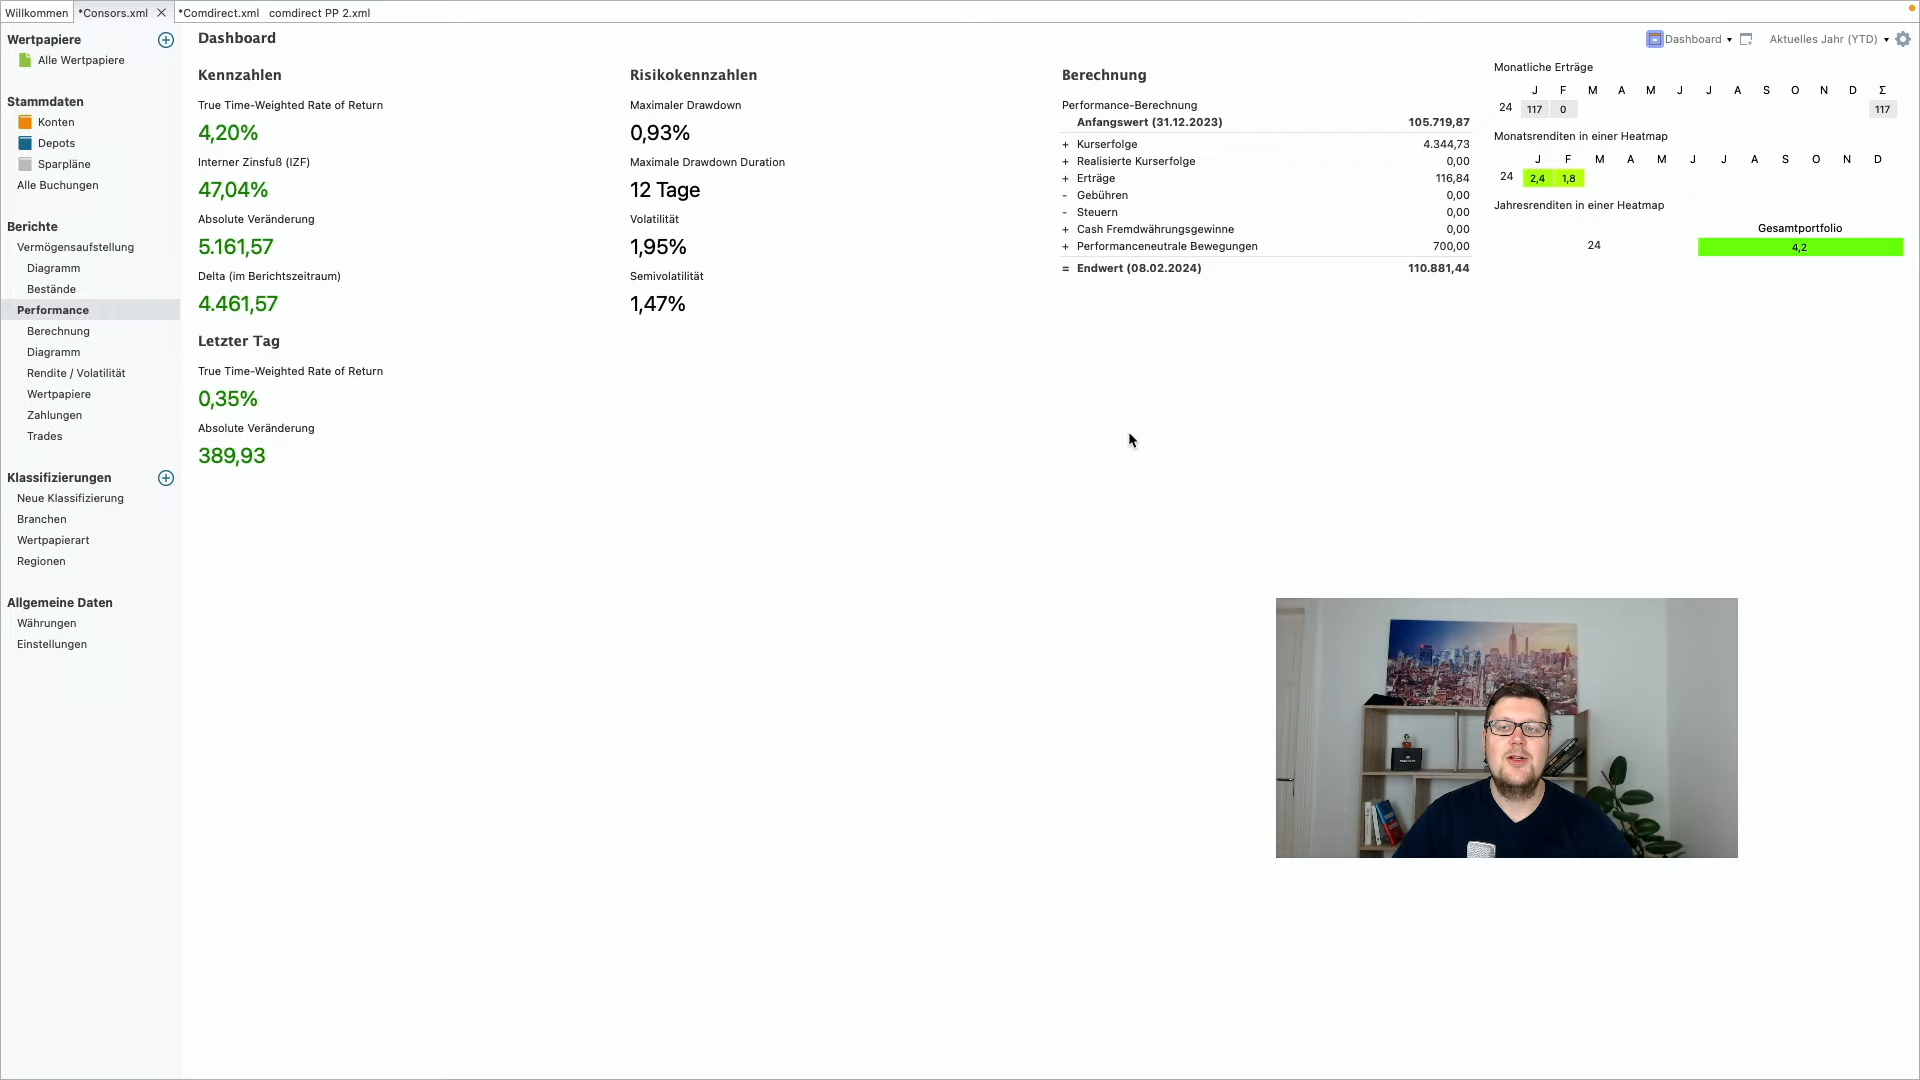 Willkommen
*Consors.xml
*Comdirect.xml
comdirect PP 2.xml
Wertpapiere
Alle Wertpapiere
Stammdaten
Konten
Depots
Sparpläne
Alle Buchungen
Berichte
Vermögensaufstellung
Diagramm
Bestände
Performance
Berechnung
Diagramm
Rendite / Volatilität
Wertpapiere
Zahlungen
Trades
Klassifizierungen
Neue Klassifizierung
Branchen
Wertpapierart
Regionen
Allgemeine Daten
Währungen
Einstellungen
Dashboard
Dashboard
Aktuelles Jahr (YTD)
Kennzahlen
True Time-Weighted Rate of Return
4,20%
Interner Zinsfuß (IZF)
47,04%
Absolute Veränderung
5.161,57
Delta (im Berichtszeitraum)
4.461,57
Letzter Tag
True Time-Weighted Rate of Return
0,35%
Absolute Veränderung
389,93
Risikokennzahlen
Maximaler Drawdown
0,93%
Maximale Drawdown Duration
12 Tage
Volatilität
1,95%
Semivolatilität
1,47%
Berechnung
Performance-Berechnung
Anfangswert (31.12.2023) 105.719,87
+ Kurserfolge 4.344,73
+ Realisierte Kurserfolge 0,00
+ Erträge 116,84
- Gebühren 0,00
- Steuern 0,00
+ Cash Fremdwährungsgewinne 0,00
+ Performanceneutrale Bewegungen 700,00
= Endwert (08.02.2024) 110.881,44
Monatliche Erträge
J F M A M J J A S O N D Σ
24 117 0 117
Monatsrenditen in einer Heatmap
J F M A M J J A S O N D
24 2,4 1,8
Jahresrenditen in einer Heatmap
Gesamtportfolio
24 4,2